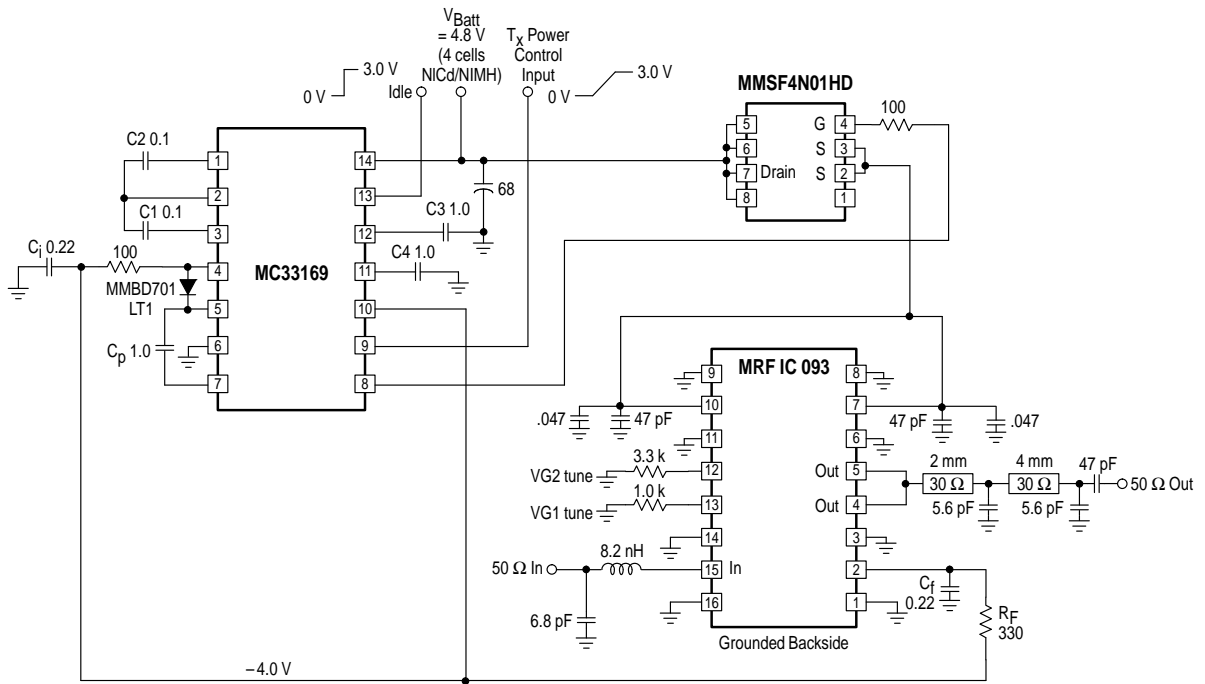 VBatt
= 4.8 V
(4 cells
NICd/NIMH)
TX Power
Control
Input
3.0 V
0 V
Idle
3.0 V
0 V
MMSF4N01HD
100
5
6
7
8
Drain
G
S
S
4
3
2
1
C2 0.1
C1 0.1
Ci 0.22
100
MMBD701
LT1
Cp 1.0
1
2
3
4
5
6
7
MC33169
14
13
12
11
10
9
8
68
C3 1.0
C4 1.0
MRF IC 093
9
10
11
12
13
14
15
16
In
8
7
6
5
4
3
2
1
Out
Out
.047
47 pF
47 pF
.047
3.3 k
VG2 tune
1.0 k
VG1 tune
8.2 nH
50 Ω In
6.8 pF
2 mm
30 Ω
4 mm
30 Ω
47 pF
50 Ω Out
5.6 pF
5.6 pF
Cf
0.22
RF
330
Grounded Backside
–4.0 V